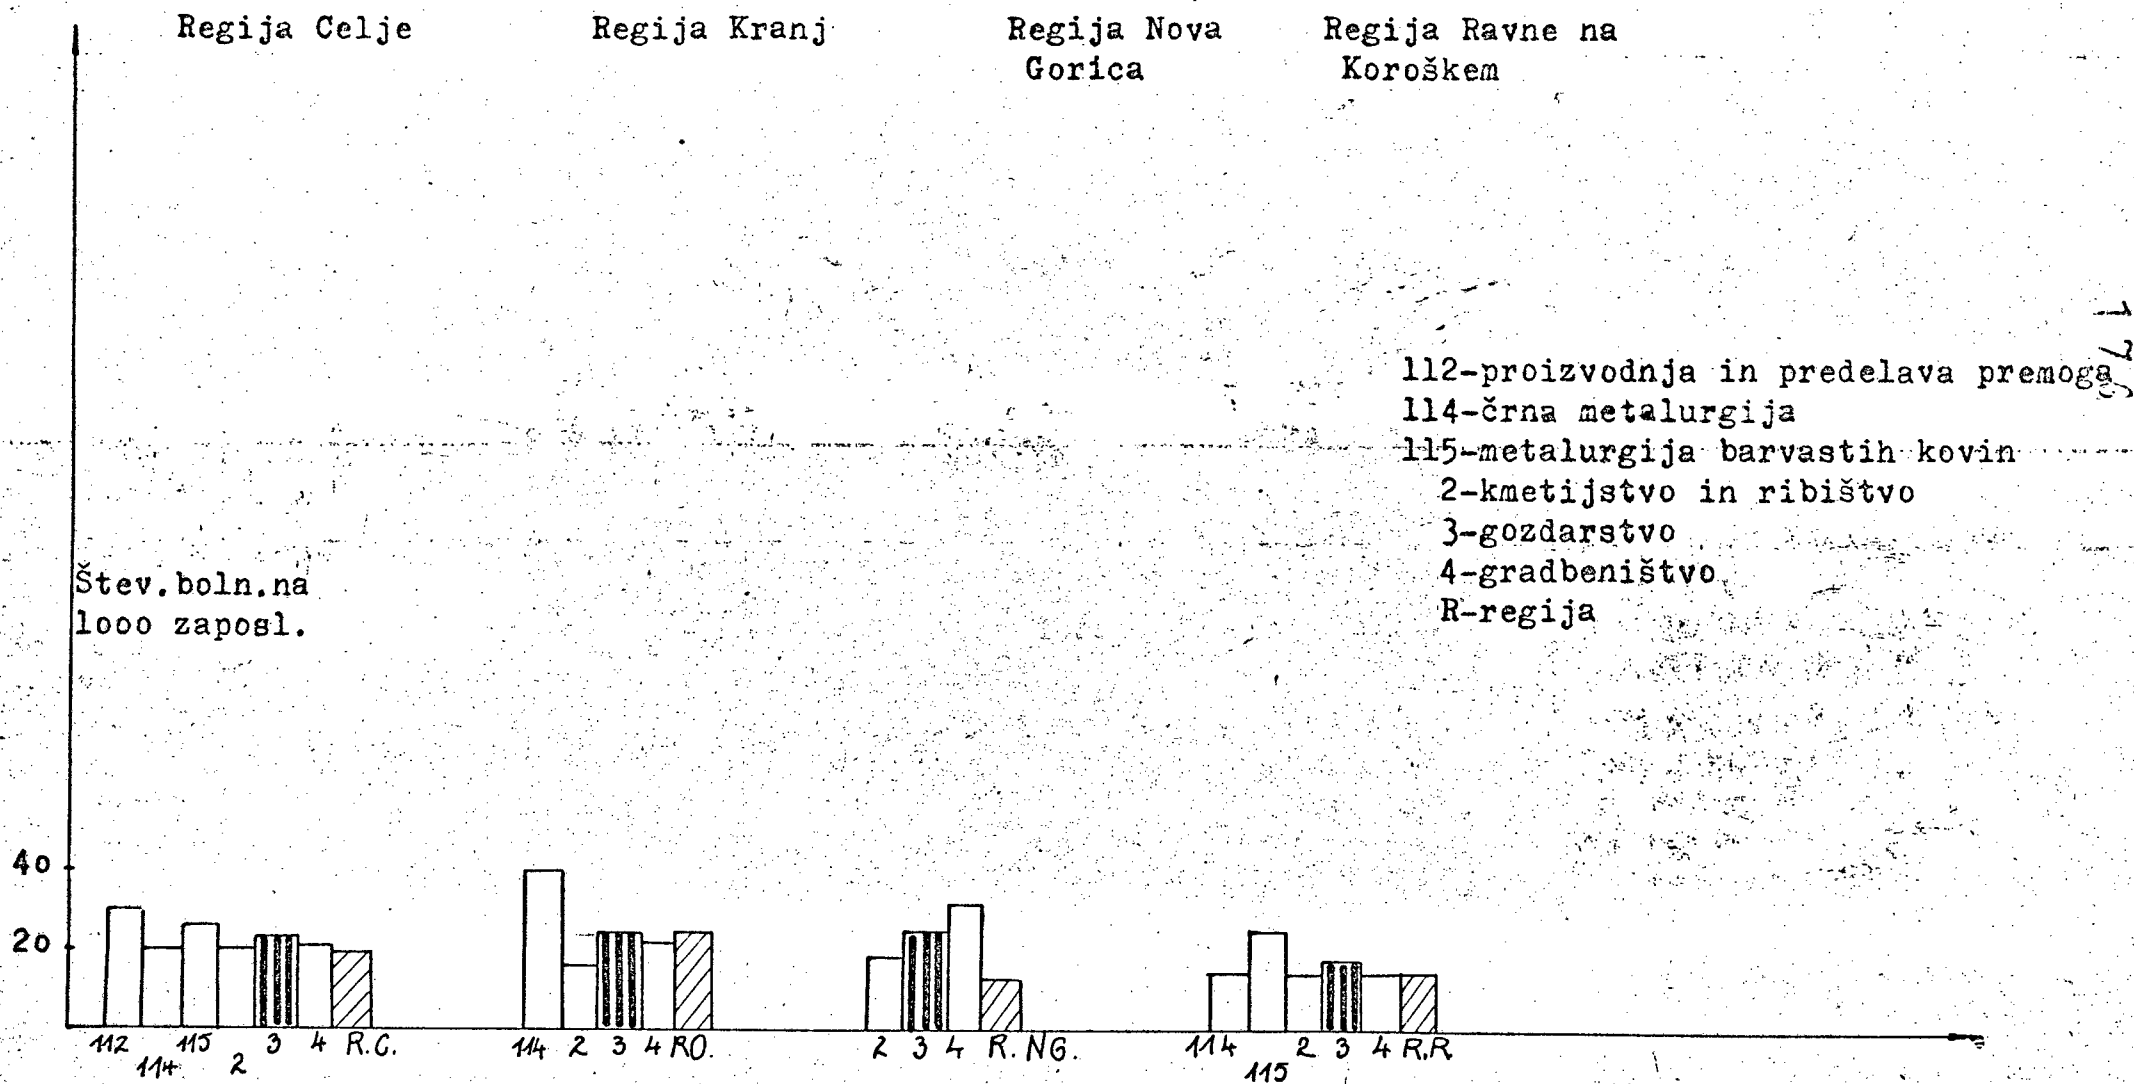 Regija Celje
Regija Kranj
Regija Nova
Gorica
Regija Ravne na
Koroškem
112-proizvodnja in predelava premoga
114-črna metalurgija
115-metalurgija barvastih kovin
2-kmetijstvo in ribištvo
3-gozdarstvo
4-gradbeništvo
R-regija
Štev.boln.na
looo zaposl.
40
20
112 114 115 2 3 4 R.C.
114 2 3 4 RO.
2 3 4 R. NG.
114 115 2 3 4 R.R